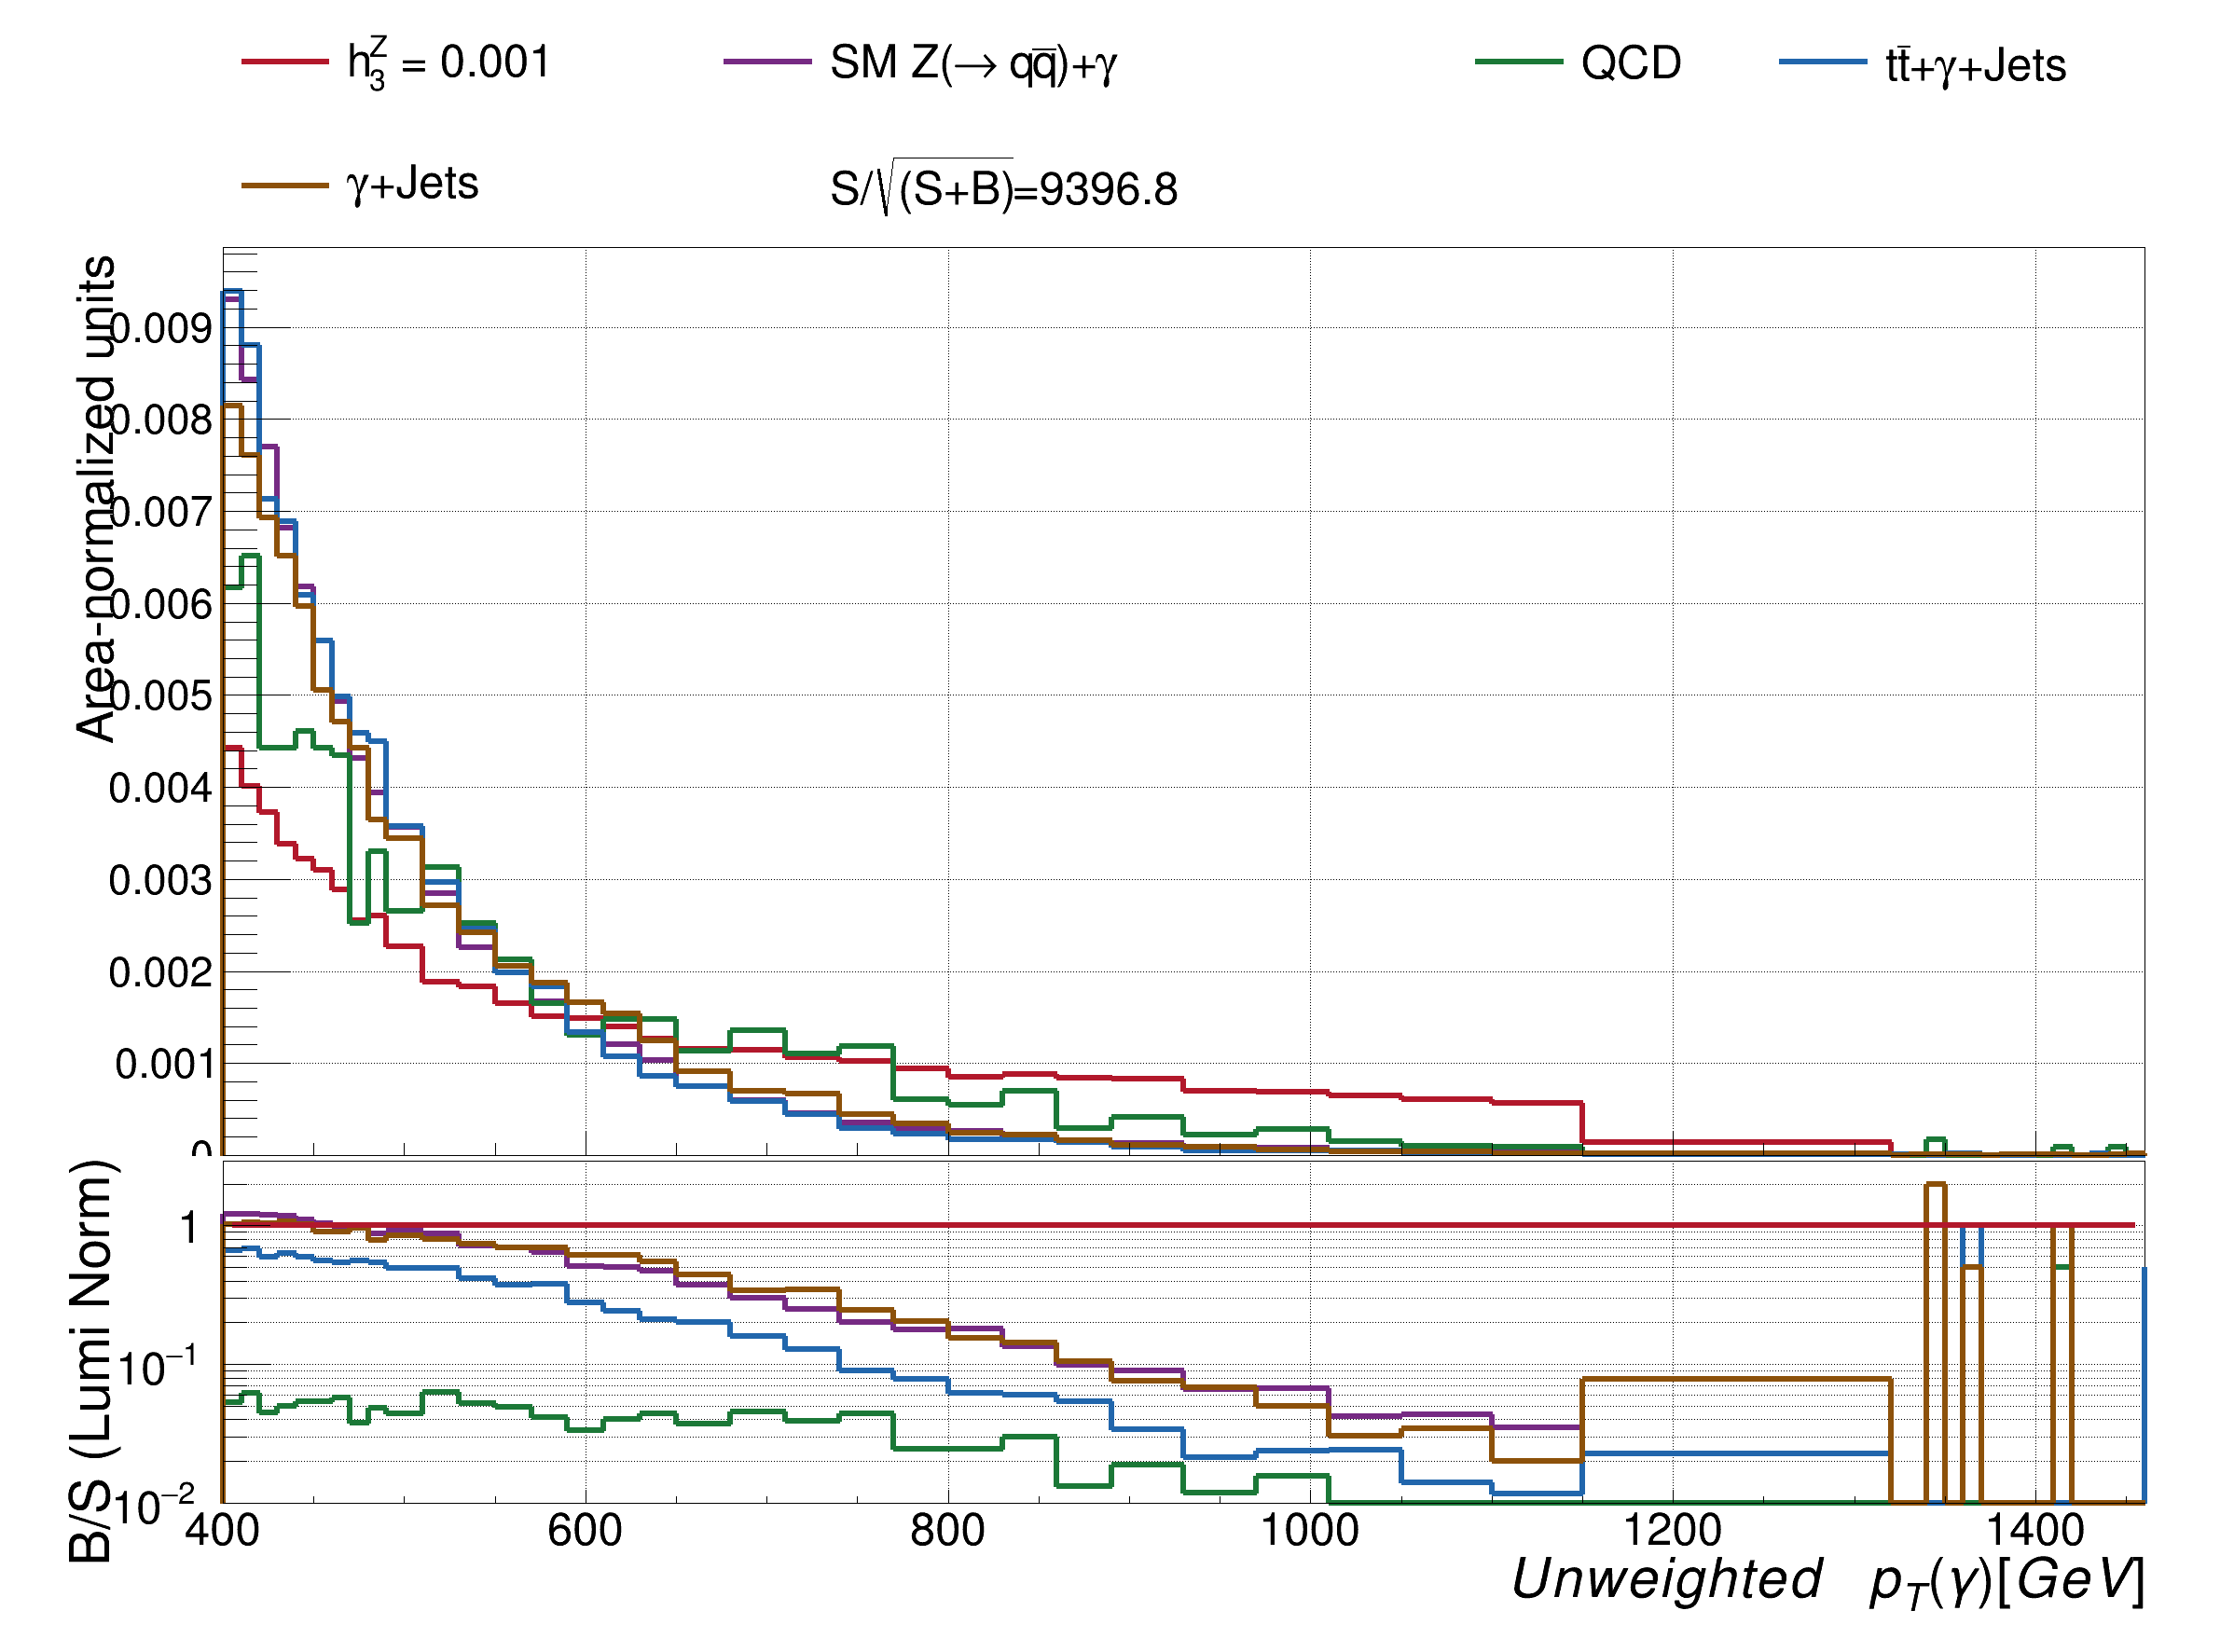 h₃ᶻ = 0.001 SM Z(→ qq̅)+γ QCD tt̄+γ+Jets
γ+Jets S/√(S+B)=9396.8
Area-normalized units
0.009
0.008
0.007
0.006
0.005
0.004
0.003
0.002
0.001
0
B/S (Lumi Norm)
1
10⁻¹
10⁻²
400 600 800 1000 1200 1400
Unweighted p_T(γ)[GeV]